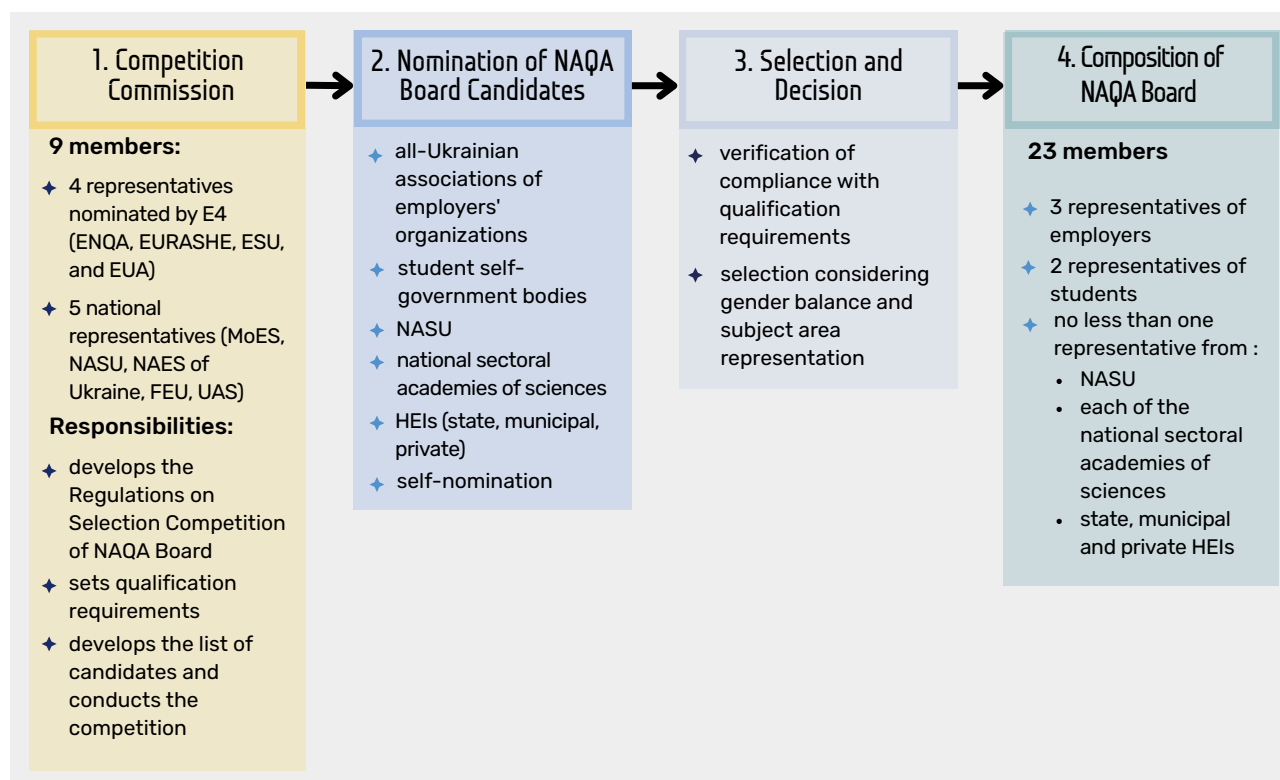 1. Competition
Commission
9 members:
4 representatives
nominated by E4
(ENQA, EURASHE, ESU,
and EUA)
5 national
representatives (MoES,
NASU, NAES of
Ukraine, FEU, UAS)
Responsibilities:
develops the
Regulations on
Selection Competition
of NAQA Board
sets qualification
requirements
develops the list of
candidates and
conducts the
competition
2. Nomination of NAQA
Board Candidates
all-Ukrainian
associations of
employers'
organizations
student self-
government bodies
NASU
national sectoral
academies of sciences
HEIs (state, municipal,
private)
self-nomination
3. Selection and
Decision
verification of
compliance with
qualification
requirements
selection considering
gender balance and
subject area
representation
4. Composition of
NAQA Board
23 members
3 representatives of
employers
2 representatives of
students
no less than one
representative from :
• NASU
• each of the
national sectoral
academies of
sciences
• state, municipal
and private HEIs